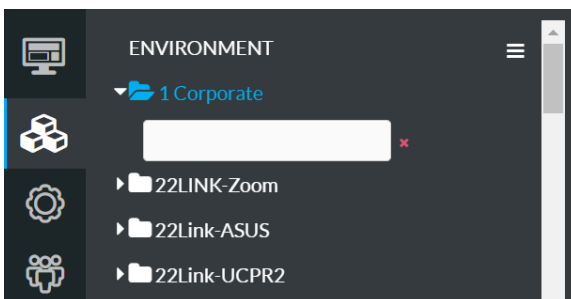 ENVIRONMENT
1 Corporate
22LINK-Zoom
22Link-ASUS
22Link-UCPR2